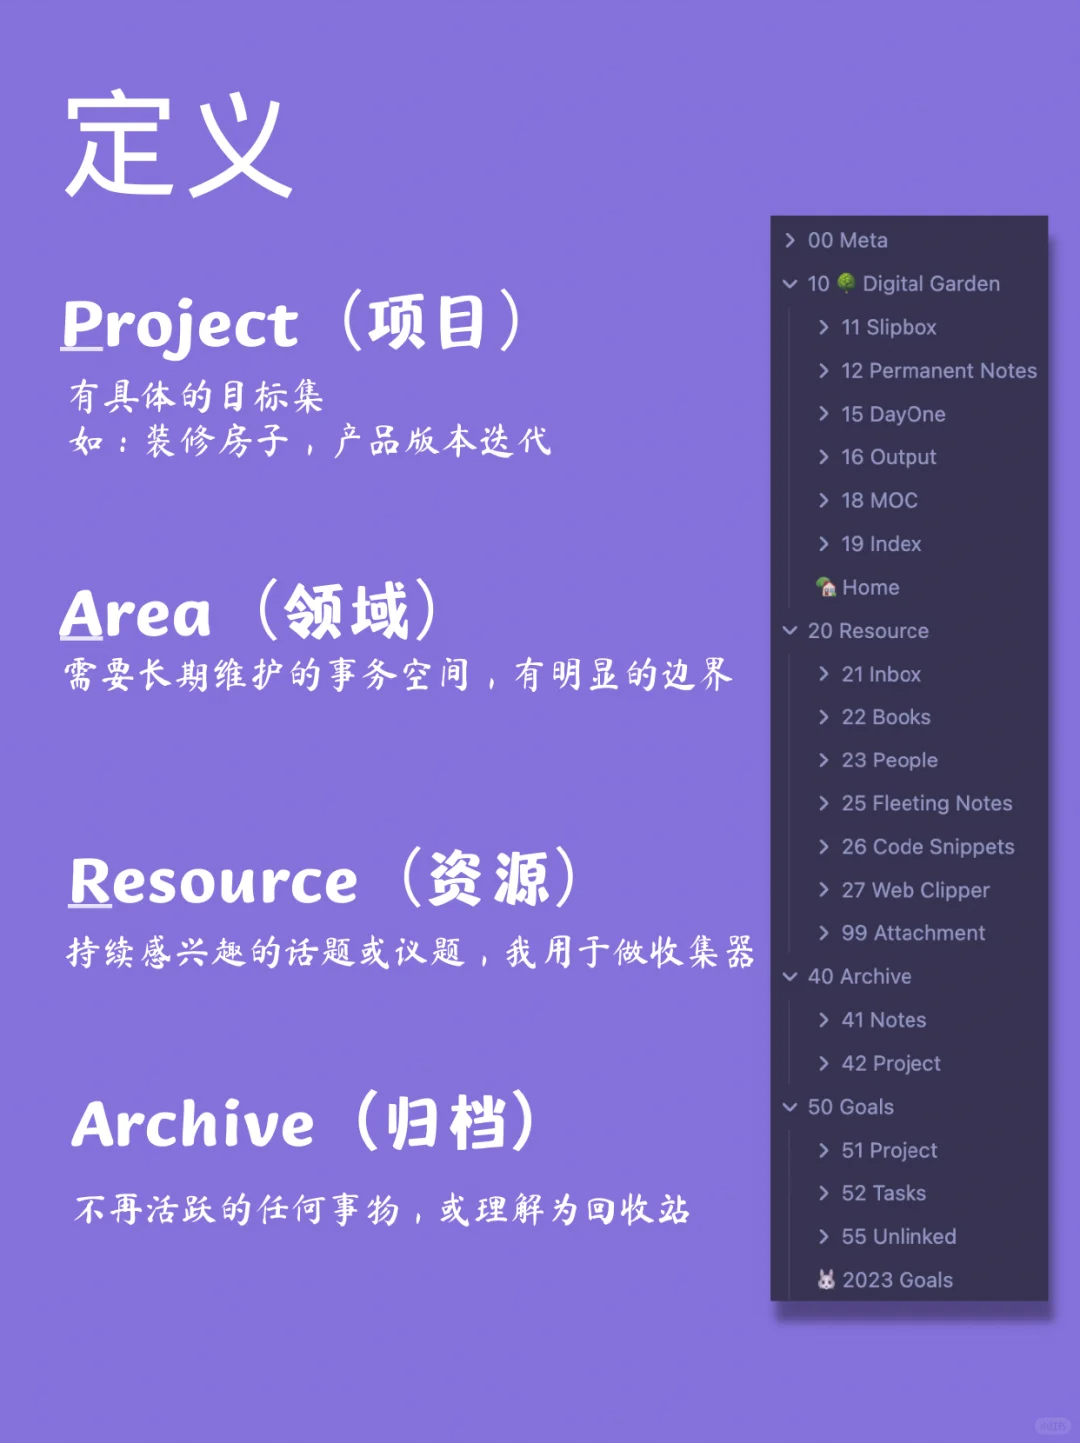 定义
Project（项目）
有具体的目标集
如：装修房子，产品版本迭代
Area（领域）
需要长期维护的事务空间，有明显的边界
Resource（资源）
持续感兴趣的话题或议题，我用于做收集器
Archive（归档）
不再活跃的任何事物，或理解为回收站
00 Meta
10 🌳 Digital Garden
11 Slipbox
12 Permanent Notes
15 DayOne
16 Output
18 MOC
19 Index
🏡 Home
20 Resource
21 Inbox
22 Books
23 People
25 Fleeting Notes
26 Code Snippets
27 Web Clipper
99 Attachment
40 Archive
41 Notes
42 Project
50 Goals
51 Project
52 Tasks
55 Unlinked
🐰 2023 Goals